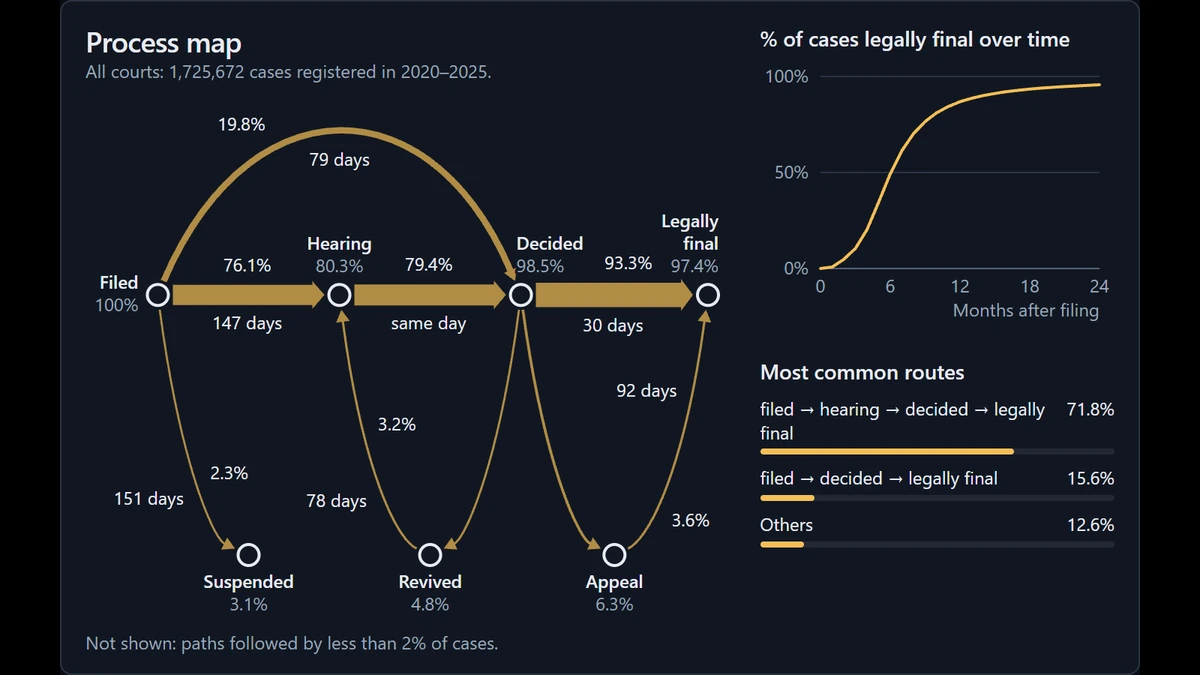 Process map
All courts: 1,725,672 cases registered in 2020–2025.
19.8%
79 days
Filed
100%
76.1%
147 days
Hearing
80.3%
79.4%
same day
Decided
98.5%
93.3%
30 days
Legally
final
97.4%
2.3%
151 days
3.2%
78 days
92 days
3.6%
Suspended
3.1%
Revived
4.8%
Appeal
6.3%
Not shown: paths followed by less than 2% of cases.
% of cases legally final over time
100%
50%
0%
0 6 12 18 24
Months after filing
Most common routes
filed → hearing → decided → legally 71.8%
final
filed → decided → legally final 15.6%
Others 12.6%